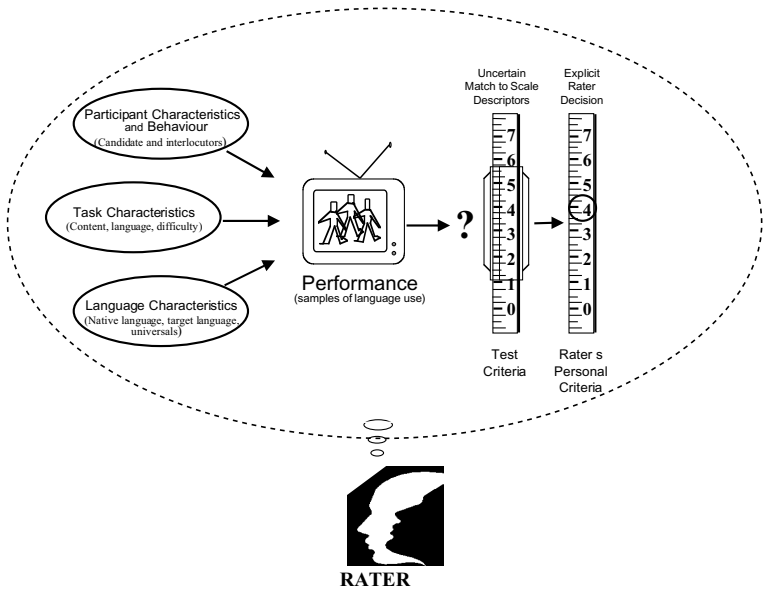 Participant Characteristics
and Behaviour
(Candidate and interlocutors)
Task Characteristics
(Content, language, difficulty)
Language Characteristics
(Native language, target language,
universals)
Performance
(samples of language use)
?
Uncertain
Match to Scale
Descriptors
7
6
5
4
3
2
1
0
Test
Criteria
Explicit
Rater
Decision
7
6
5
4
3
2
1
0
Rater s
Personal
Criteria
RATER